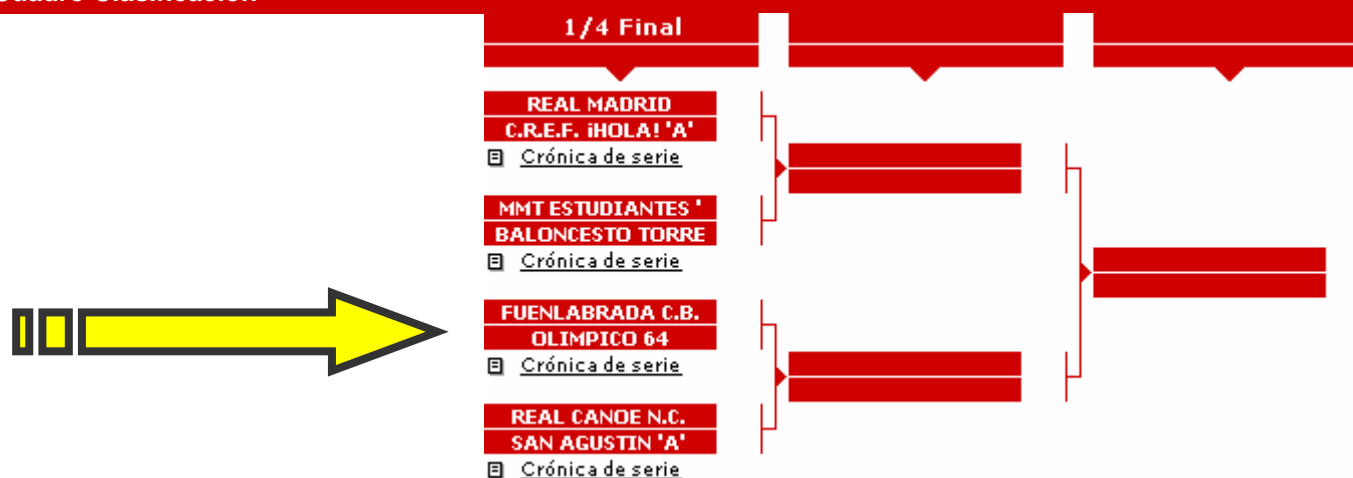 1/4 Final
REAL MADRID
C.R.E.F. ¡HOLA! 'A'
Crónica de serie
MMT ESTUDIANTES '
BALONCESTO TORRE
Crónica de serie
FUENLABRADA C.B.
OLIMPICO 64
Crónica de serie
REAL CANOE N.C.
SAN AGUSTIN 'A'
Crónica de serie